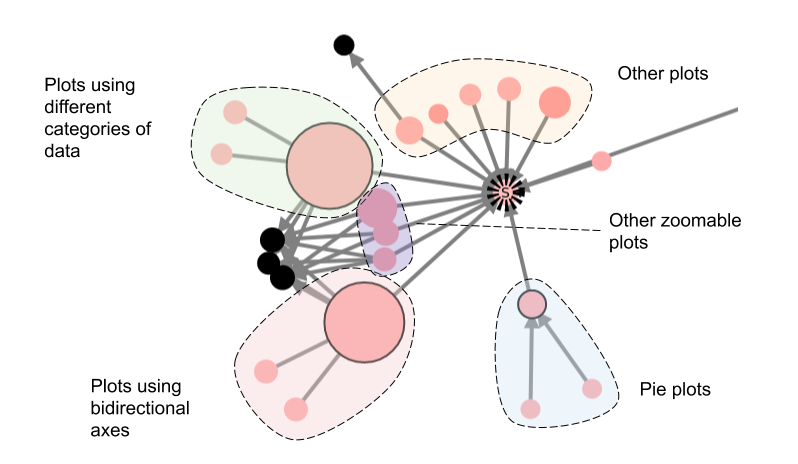 Plots using
different
categories of
data
Other plots
S
Other zoomable
plots
Plots using
bidirectional
axes
Pie plots